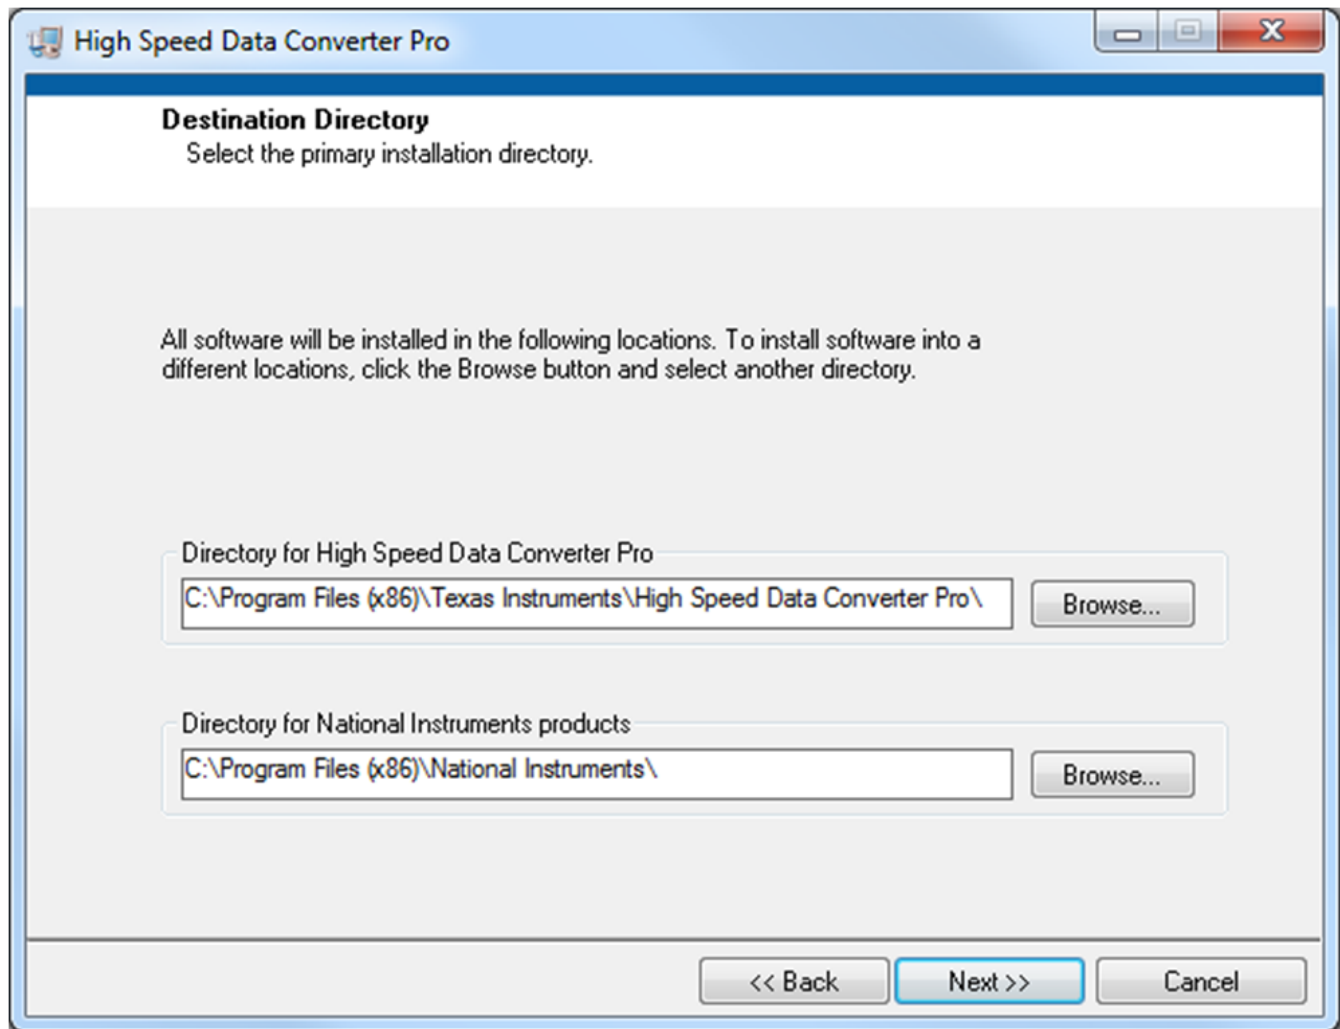 High Speed Data Converter Pro
Destination Directory
Select the primary installation directory.
All software will be installed in the following locations. To install software into a
different locations, click the Browse button and select another directory.
Directory for High Speed Data Converter Pro
C:\Program Files (x86)\Texas Instruments\High Speed Data Converter Pro\
Browse...
Directory for National Instruments products
C:\Program Files (x86)\National Instruments\
Browse...
<< Back
Next >>
Cancel